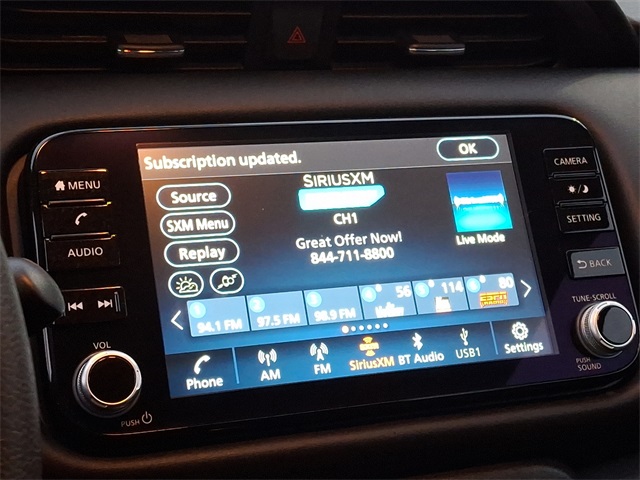 Subscription updated.
OK
MENU
CAMERA
SIRIUSXM
Source
SXM Menu
CH1
Live Mode
SETTING
AUDIO
Great Offer Now!
Replay
844-711-8800
BACK
56
114
80
94.1 FM
97.5 FM
98.9 FM
TUNE·SCROLL
VOL
Phone
AM
FM
SiriusXM
BT Audio
USB1
Settings
PUSH
SOUND
PUSH